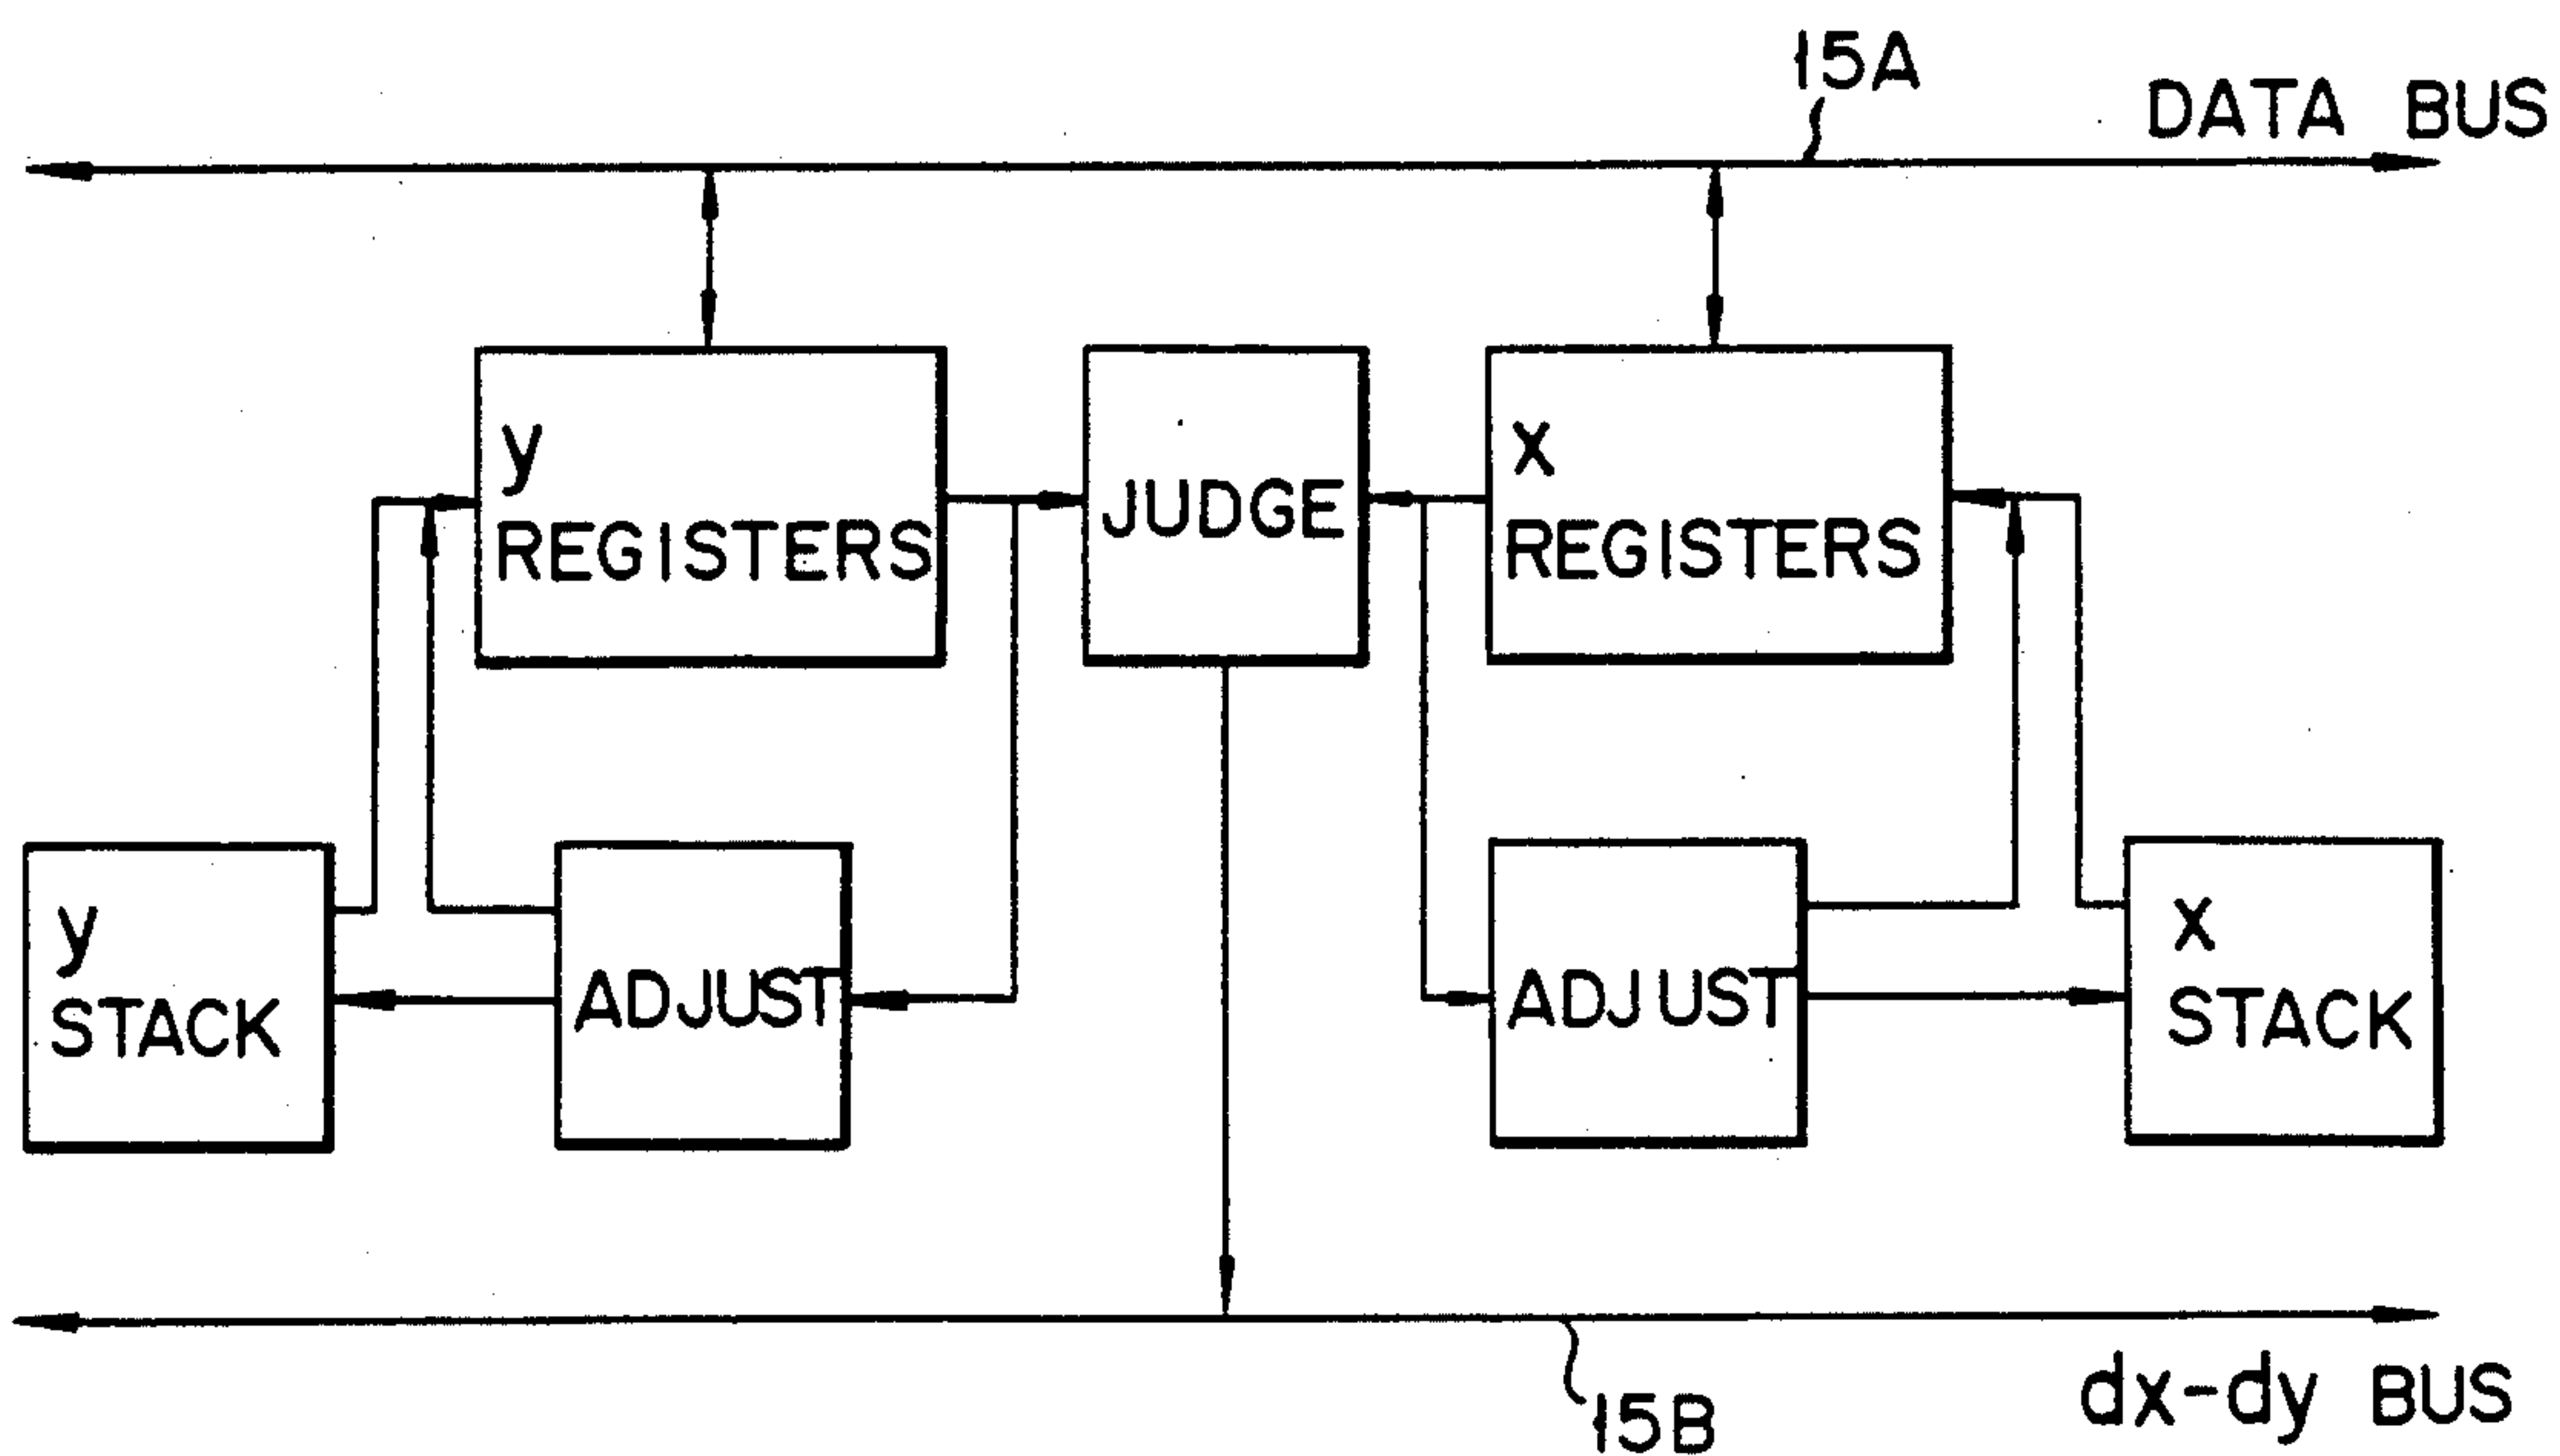 15A
DATA BUS
y
REGISTERS
JUDGE
x
REGISTERS
y
STACK
ADJUST
ADJUST
x
STACK
15B
dx-dy BUS